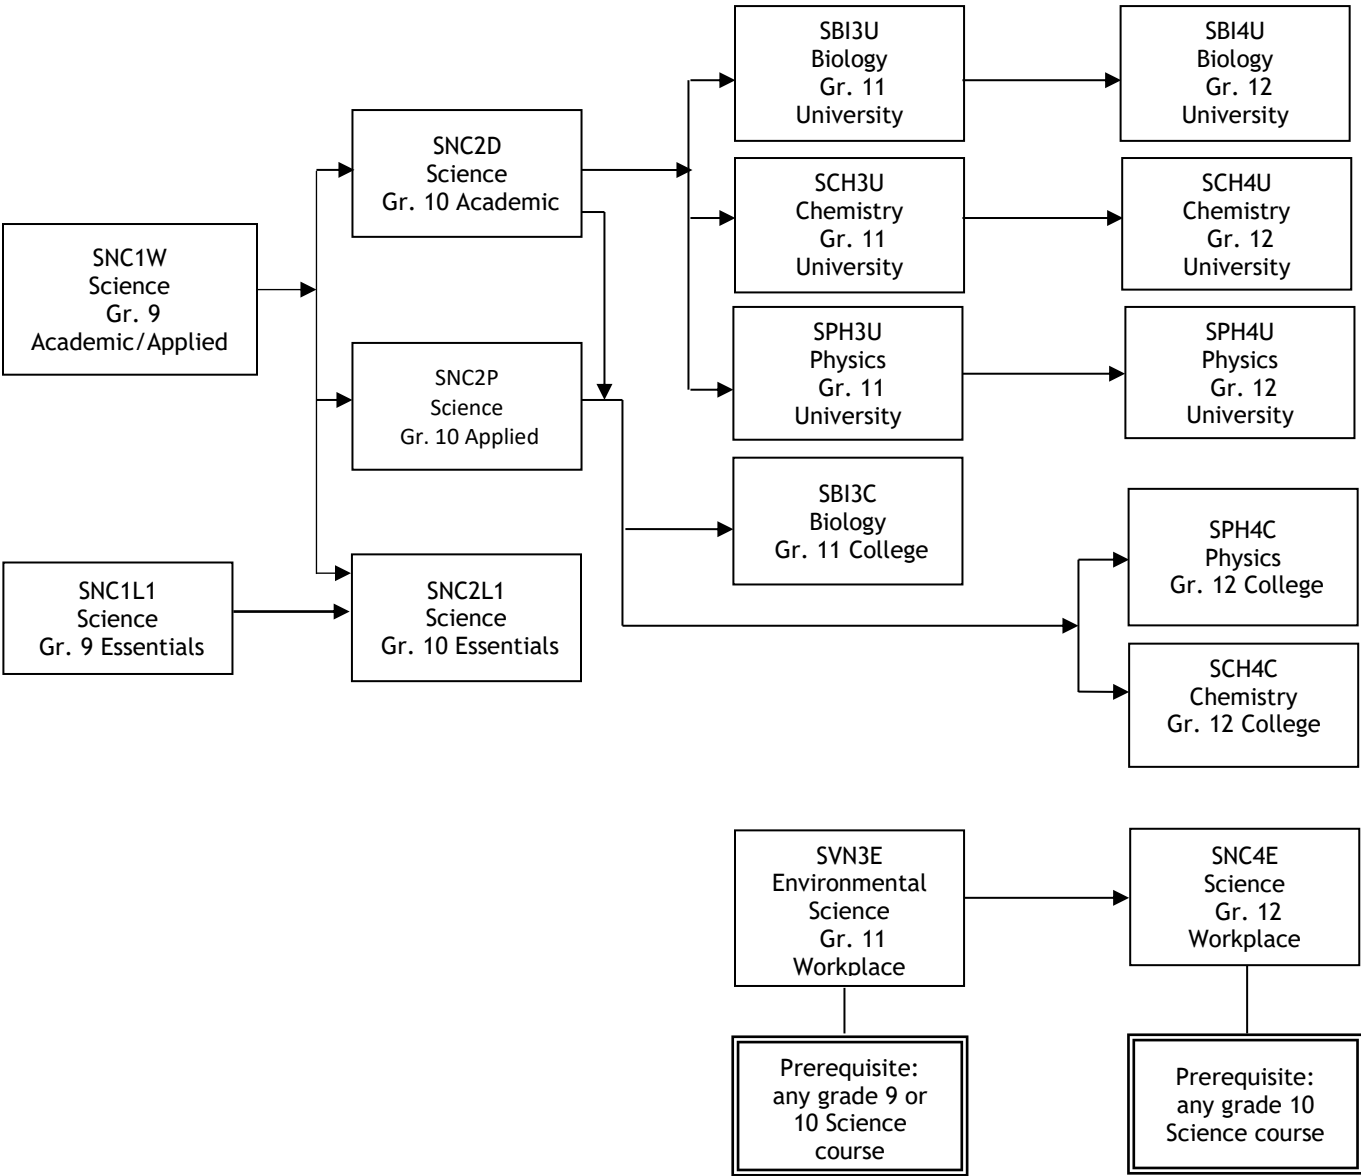 SNC1W
Science
Gr. 9
Academic/Applied
SNC1L1
Science
Gr. 9 Essentials
SNC2D
Science
Gr. 10 Academic
SNC2P
Science
Gr. 10 Applied
SNC2L1
Science
Gr. 10 Essentials
SBI3U
Biology
Gr. 11
University
SCH3U
Chemistry
Gr. 11
University
SPH3U
Physics
Gr. 11
University
SBI3C
Biology
Gr. 11 College
SVN3E
Environmental
Science
Gr. 11
Workplace
Prerequisite:
any grade 9 or
10 Science
course
SBI4U
Biology
Gr. 12
University
SCH4U
Chemistry
Gr. 12
University
SPH4U
Physics
Gr. 12
University
SPH4C
Physics
Gr. 12 College
SCH4C
Chemistry
Gr. 12 College
SNC4E
Science
Gr. 12
Workplace
Prerequisite:
any grade 10
Science course